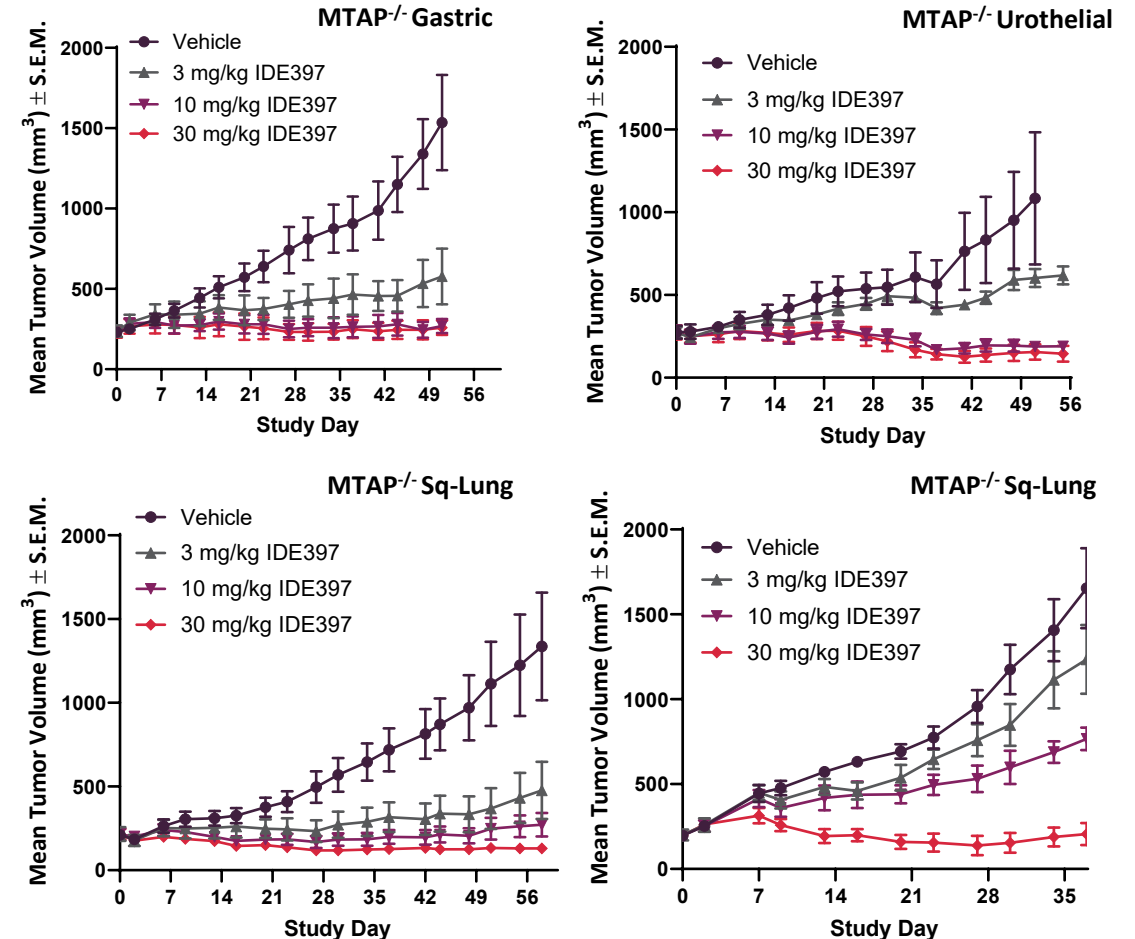 MTAP-/- Gastric
Mean Tumor Volume (mm3) ± S.E.M.
2000
1500
1000
500
0
Vehicle
3 mg/kg IDE397
10 mg/kg IDE397
30 mg/kg IDE397
0 7 14 21 28 35 42 49 56
Study Day
MTAP-/- Urothelial
Mean Tumor Volume (mm3) ± S.E.M.
2000
1500
1000
500
0
Vehicle
3 mg/kg IDE397
10 mg/kg IDE397
30 mg/kg IDE397
0 7 14 21 28 35 42 49 56
Study Day
MTAP-/- Sq-Lung
Mean Tumor Volume (mm3) ± S.E.M.
2000
1500
1000
500
0
Vehicle
3 mg/kg IDE397
10 mg/kg IDE397
30 mg/kg IDE397
0 7 14 21 28 35 42 49 56
Study Day
MTAP-/- Sq-Lung
Mean Tumor Volume (mm3) ± S.E.M.
2000
1500
1000
500
0
Vehicle
3 mg/kg IDE397
10 mg/kg IDE397
30 mg/kg IDE397
0 7 14 21 28 35
Study Day